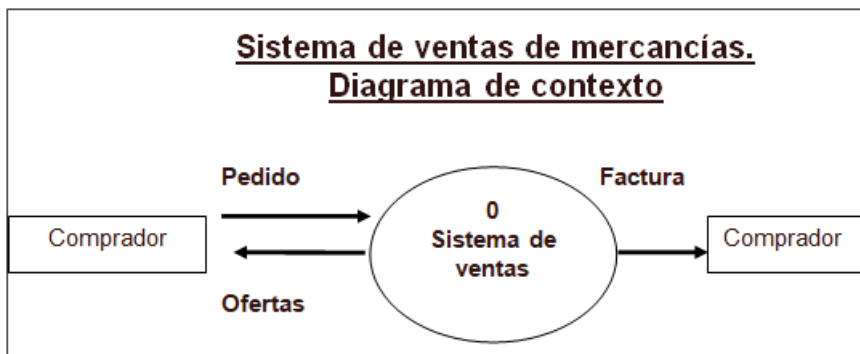 Sistema de ventas de mercancías.
Diagrama de contexto
Pedido
Factura
Comprador
0
Sistema de
ventas
Comprador
Ofertas